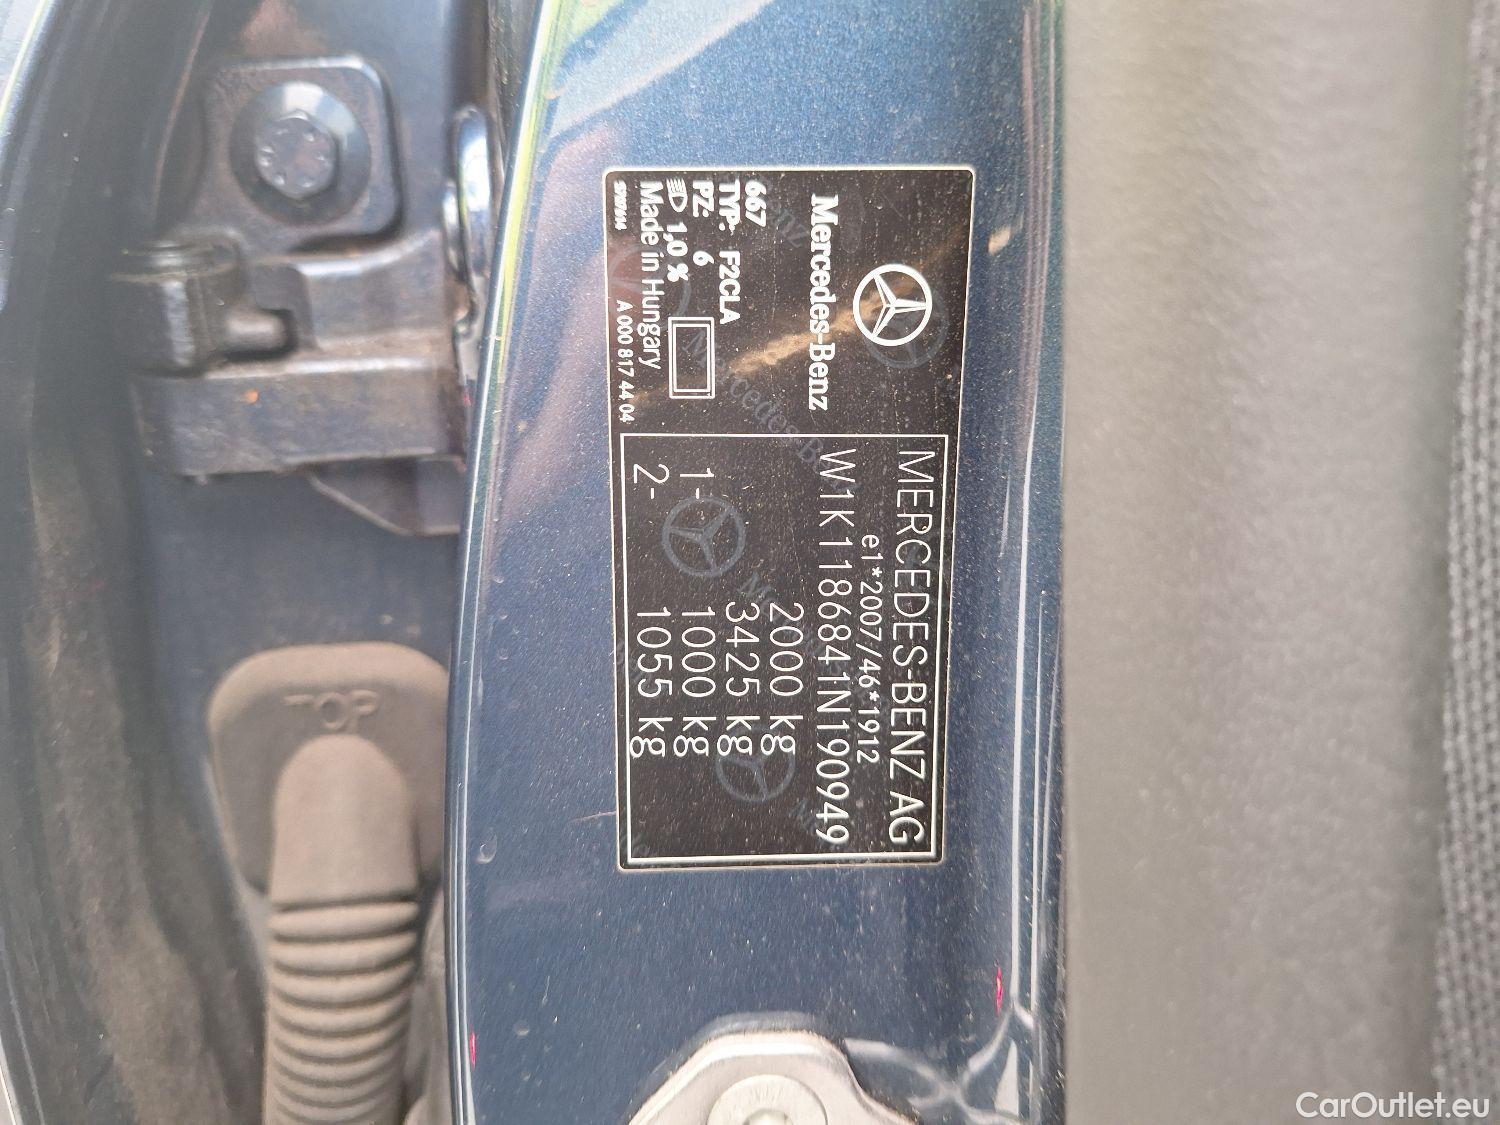 Mercedes-Benz
667
TYP: F2CLA
PZ: 6
1,0 %
Made in Hungary
A 000 817 44 04
MERCEDES-BENZ AG
e1*2007/46*1912
W1K1186841N190949
2000 kg
3425 kg
1- 1000 kg
2- 1055 kg
TOP
CarOutlet.eu